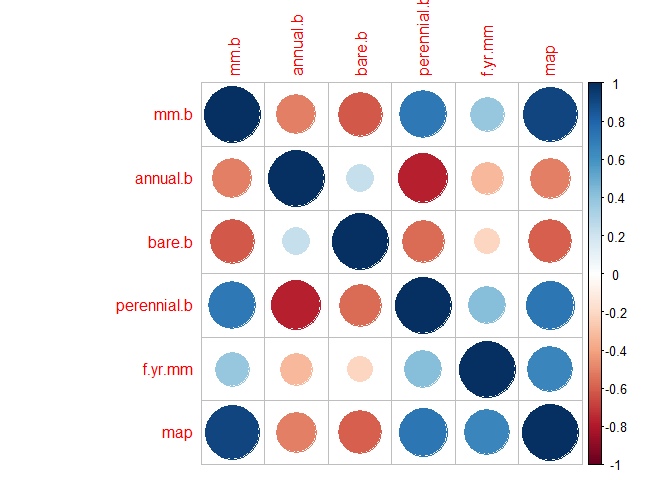 mm.b
annual.b
bare.b
perennial.b
f.yr.mm
map
mm.b
annual.b
bare.b
perennial.b
f.yr.mm
map
1
0.8
0.6
0.4
0.2
0
-0.2
-0.4
-0.6
-0.8
-1